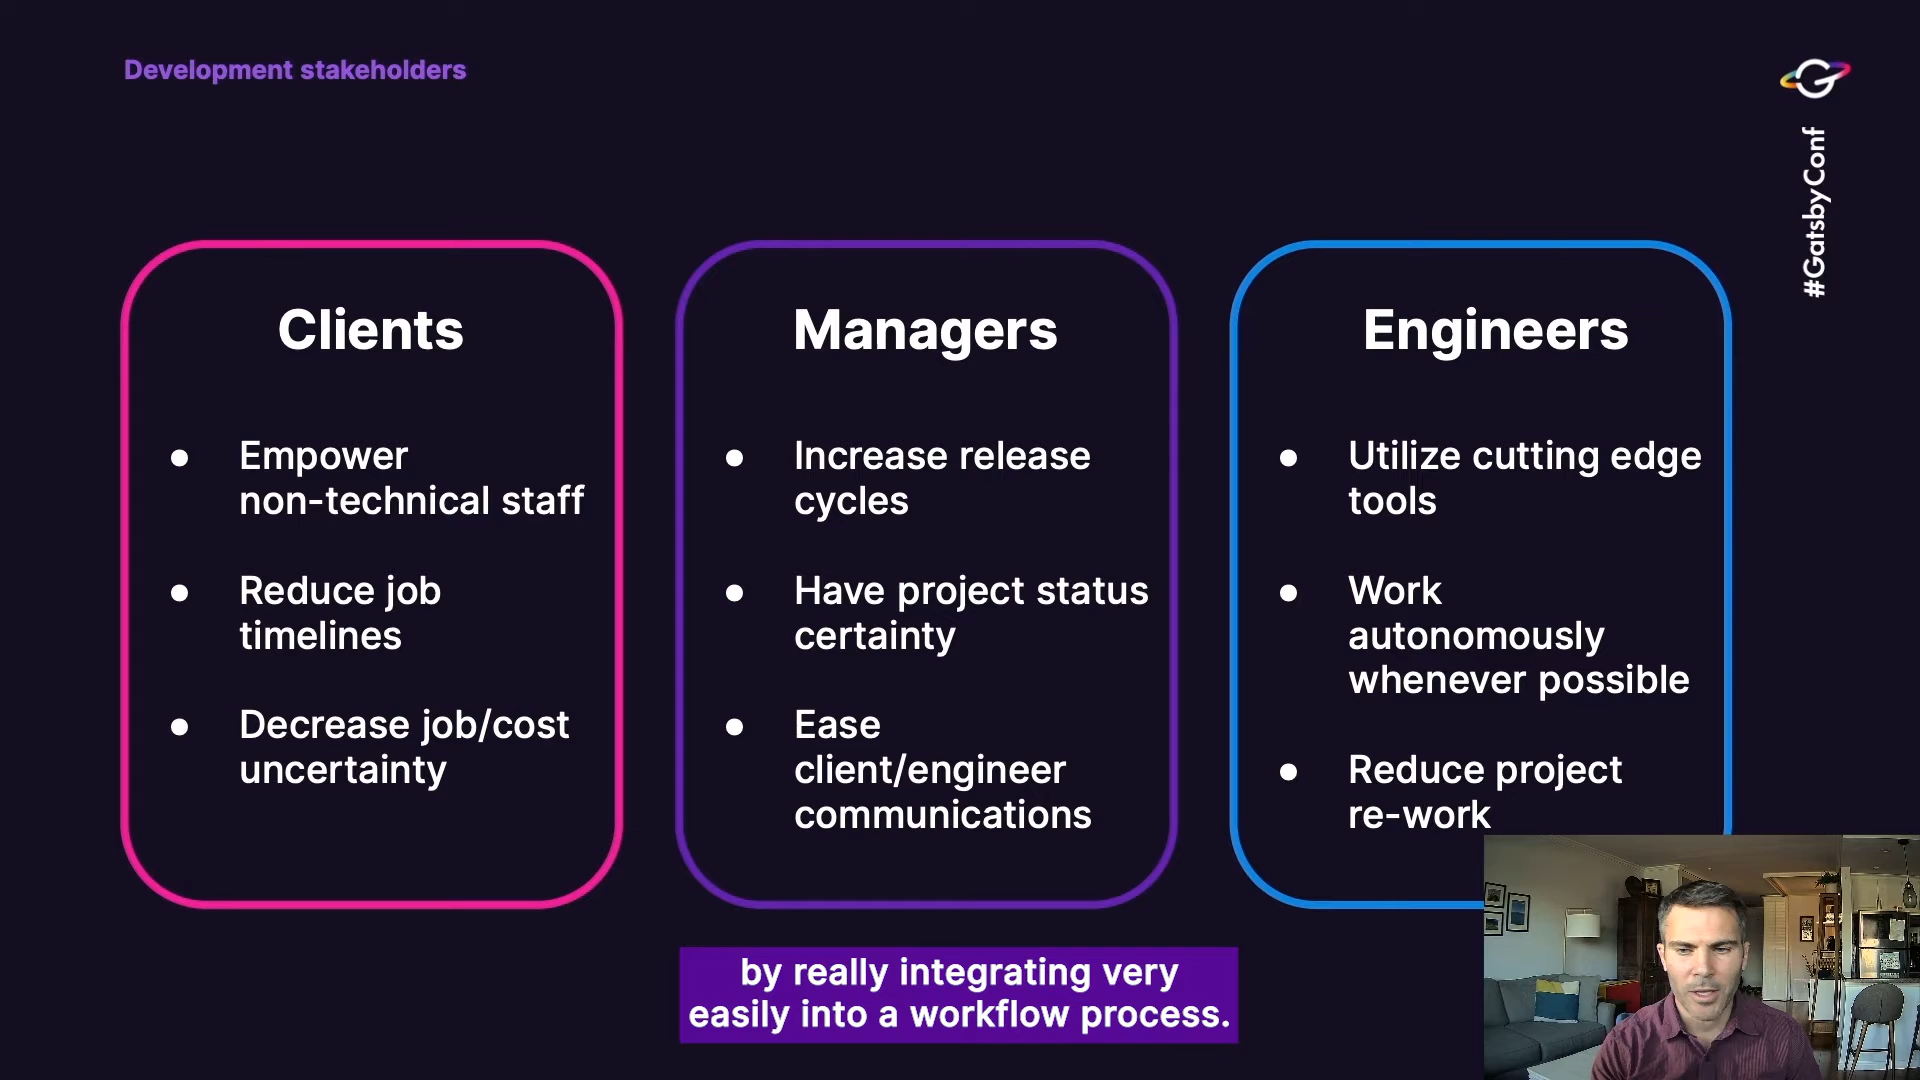 Development stakeholders
#GatsbyConf
Clients
● Empower
non-technical staff
● Reduce job
timelines
● Decrease job/cost
uncertainty
Managers
● Increase release
cycles
● Have project status
certainty
● Ease
client/engineer
communications
Engineers
● Utilize cutting edge
tools
● Work
autonomously
whenever possible
● Reduce project
re-work
by really integrating very
easily into a workflow process.